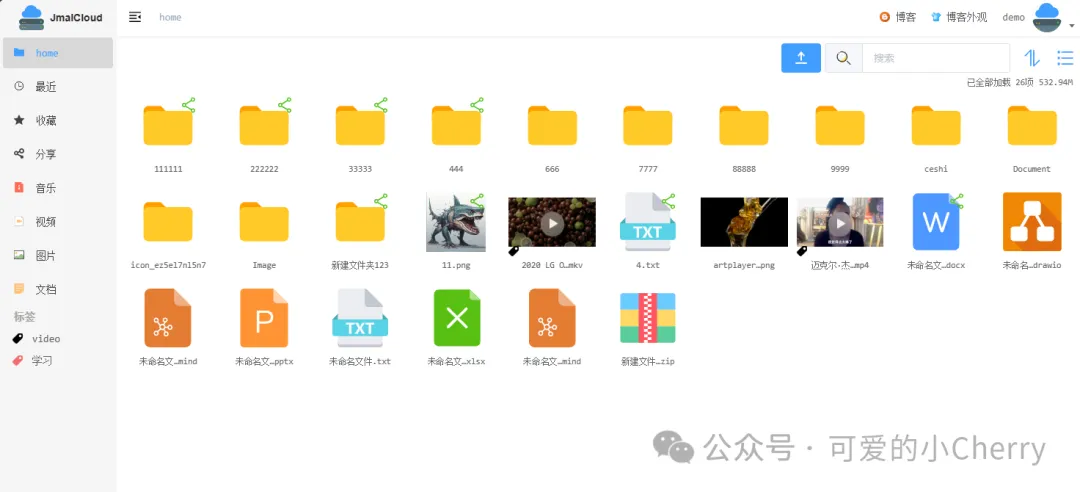 JmalCloud
home
博客
博客外观
demo
home
最近
收藏
分享
音乐
视频
图片
文档
标签
video
学习
搜索
已全部加载 26项 532.94M
111111
222222
33333
444
666
7777
88888
9999
ceshi
Document
icon_ez5el7nl5n7
Image
新建文件夹123
11.png
2020 LG O…mkv
TXT
4.txt
artplayer…png
迈克尔·杰…mp4
W
未命名文…docx
未命名…drawio
未命名文…mind
P
未命名文…pptx
TXT
未命名文件.txt
未命名文…xlsx
未命名文…mind
新建文件…zip
公众号 · 可爱的小Cherry